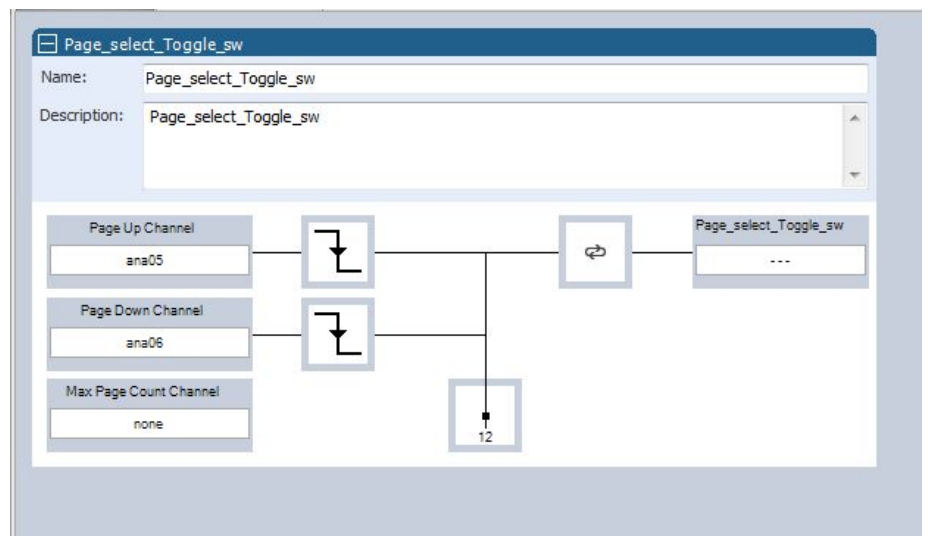 Page_select_Toggle_sw
Name: Page_select_Toggle_sw
Description: Page_select_Toggle_sw
Page Up Channel
ana05
Page_select_Toggle_sw
---
Page Down Channel
ana06
Max Page Count Channel
none
12